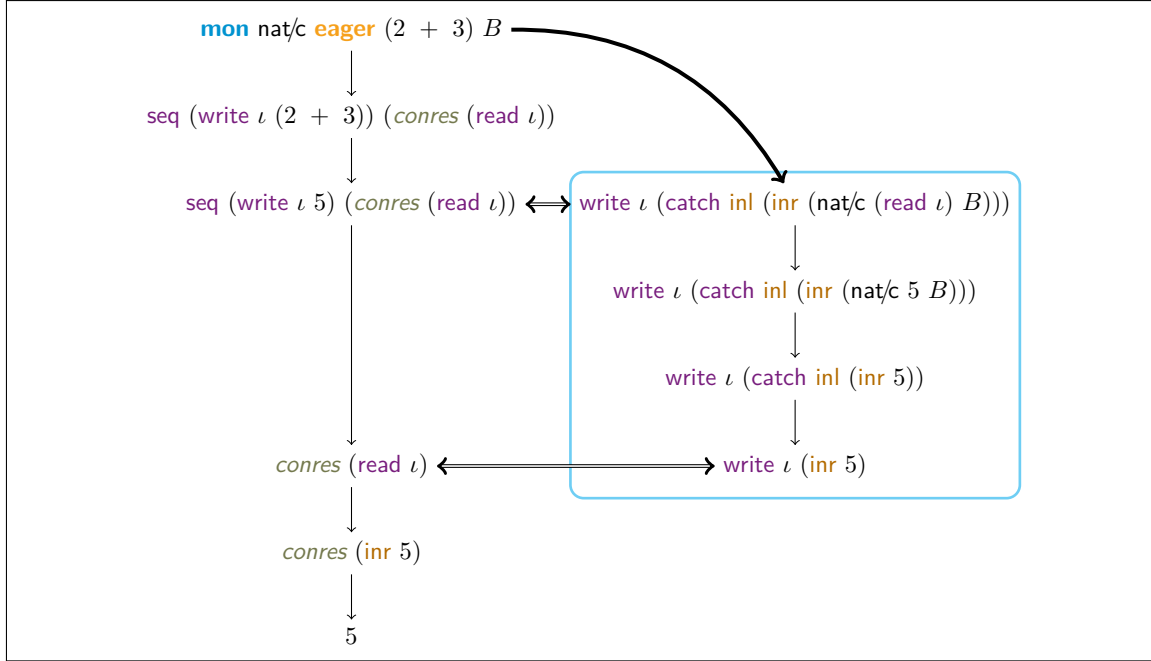 mon nat/c eager (2 + 3) B
seq (write ι (2 + 3)) (conres (read ι))
seq (write ι 5) (conres (read ι))
write ι (catch inl (inr (nat/c (read ι) B)))
write ι (catch inl (inr (nat/c 5 B)))
write ι (catch inl (inr 5))
conres (read ι)
write ι (inr 5)
conres (inr 5)
5